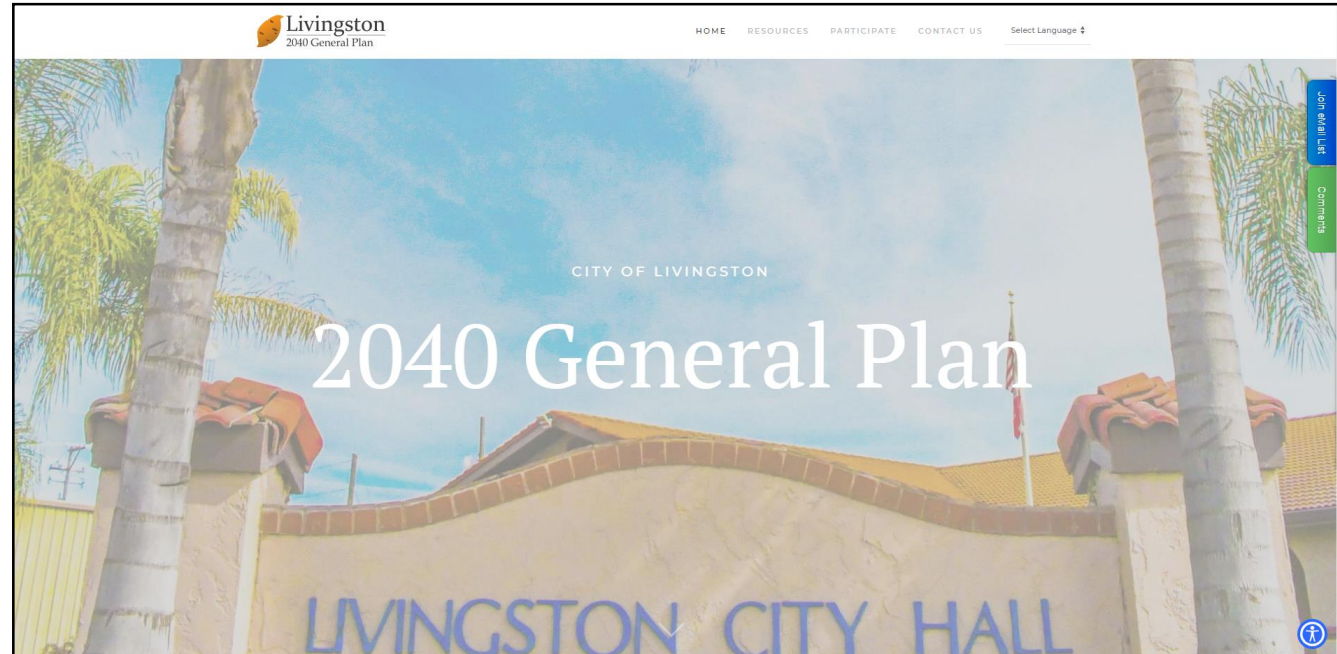 Livingston
2040 General Plan
HOME RESOURCES PARTICIPATE CONTACT US Select Language
Join eMail List
Comments
CITY OF LIVINGSTON
2040 General Plan
LIVINGSTON CITY HALL